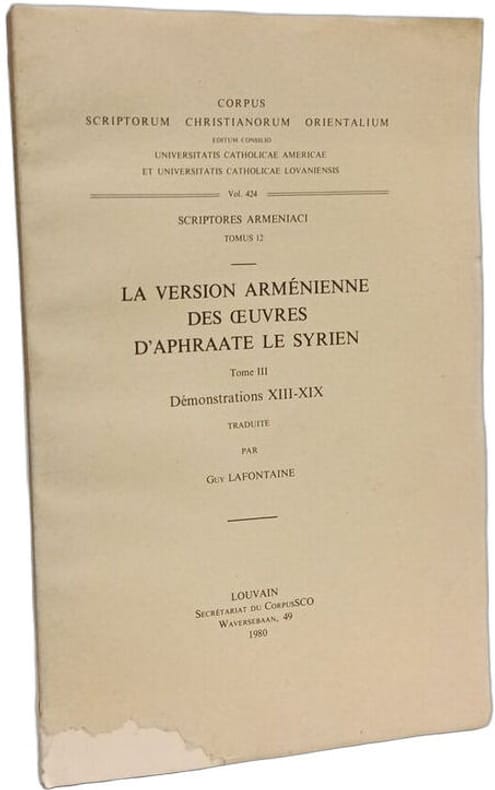 CORPUS
SCRIPTORUM CHRISTIANORUM ORIENTALIUM
EDITUM CONSILIO
UNIVERSITATIS CATHOLICAE AMERICAE
ET UNIVERSITATIS CATHOLICAE LOVANIENSIS
Vol. 424
SCRIPTORES ARMENIACI
TOMUS 12
LA VERSION ARMÉNIENNE
DES ŒUVRES
D'APHRAATE LE SYRIEN
Tome III
Démonstrations XIII-XIX
TRADUITE
PAR
GUY LAFONTAINE
LOUVAIN
SECRÉTARIAT DU CORPUSSCO
WAVERSEBAAN, 49
1980